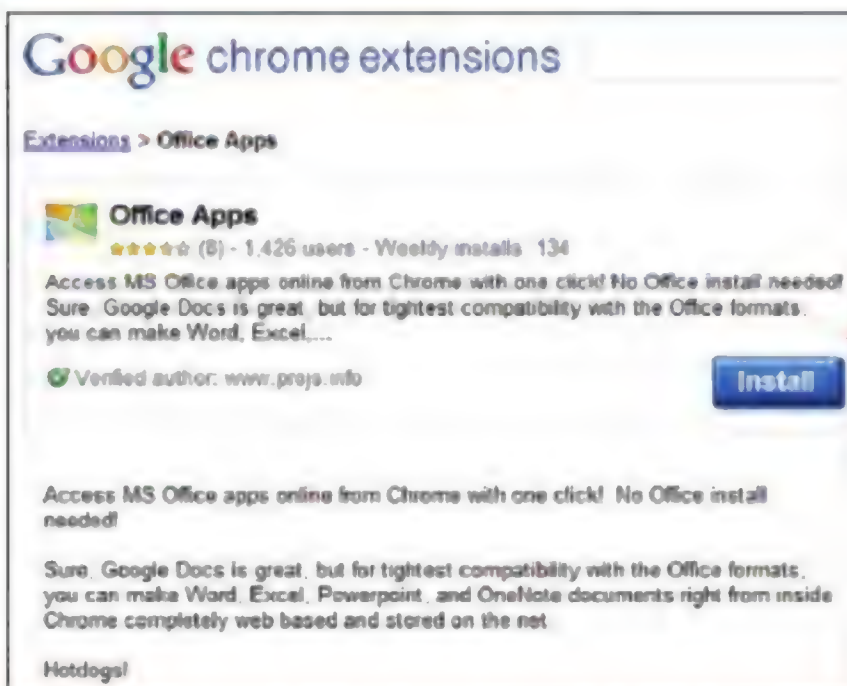 Google chrome extensions
Extensions > Office Apps
Office Apps
(8) - 1,426 users - Weekly installs 134
Access MS Office apps online from Chrome with one click! No Office install needed!
Sure, Google Docs is great, but for tightest compatibility with the Office formats,
you can make Word, Excel,...
Verified author: www.projs.info
Install
Access MS Office apps online from Chrome with one click! No Office install
needed!
Sure, Google Docs is great, but for tightest compatibility with the Office formats,
you can make Word, Excel, Powerpoint, and OneNote documents right from inside
Chrome completely web based and stored on the net
Hotdogs!